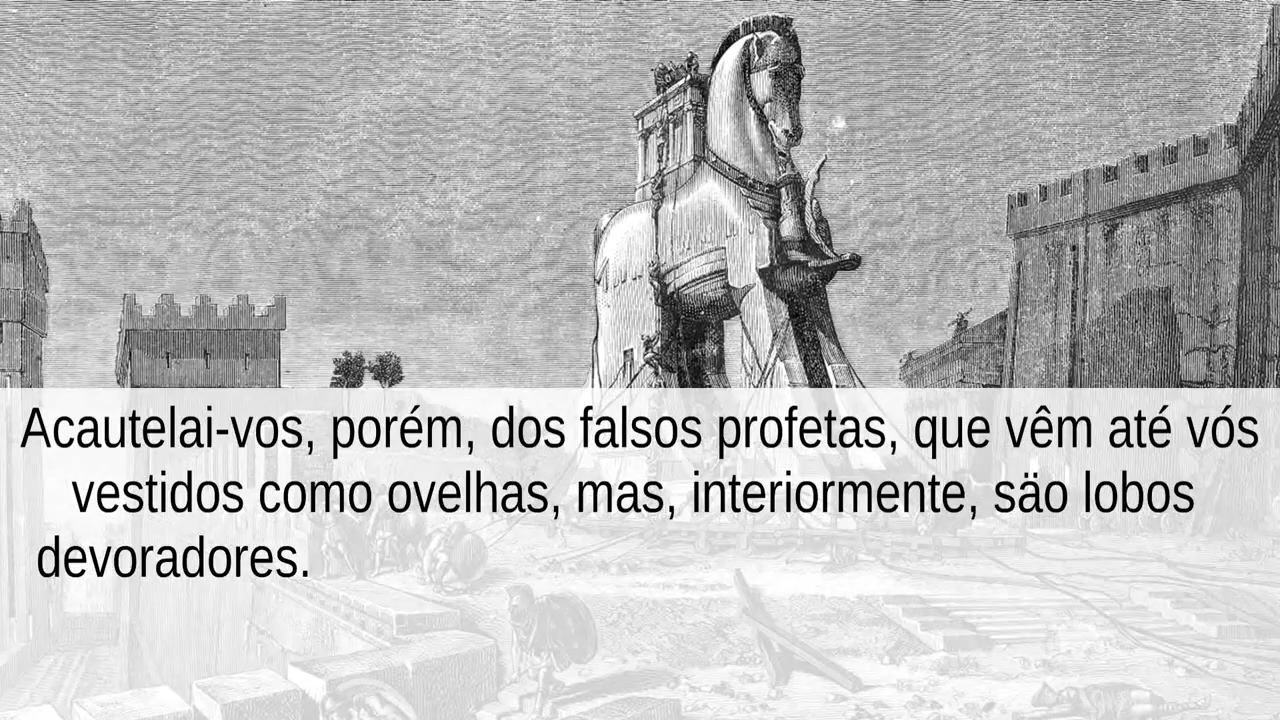 Acautelai-vos, porém, dos falsos profetas, que vêm até vós
vestidos como ovelhas, mas, interiormente, säo lobos
devoradores.